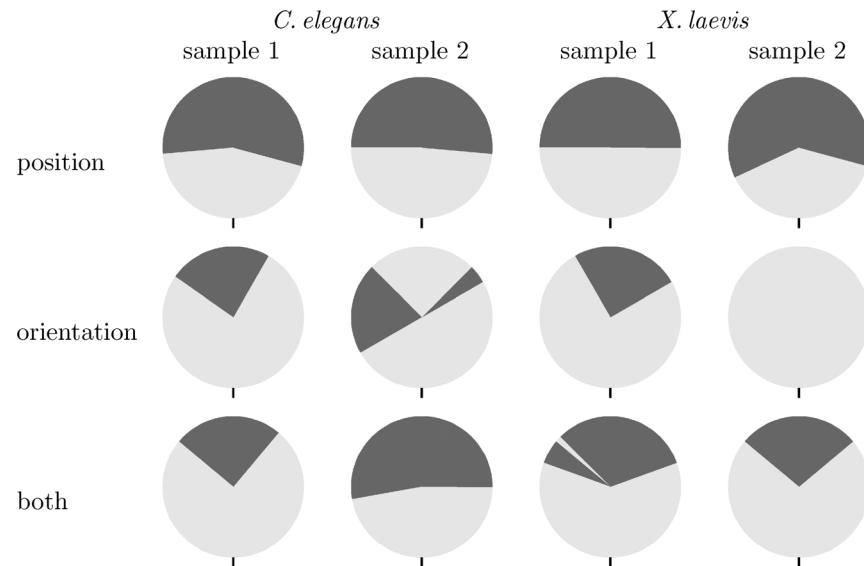 C. elegans X. laevis
sample 1 sample 2 sample 1 sample 2
position
orientation
both